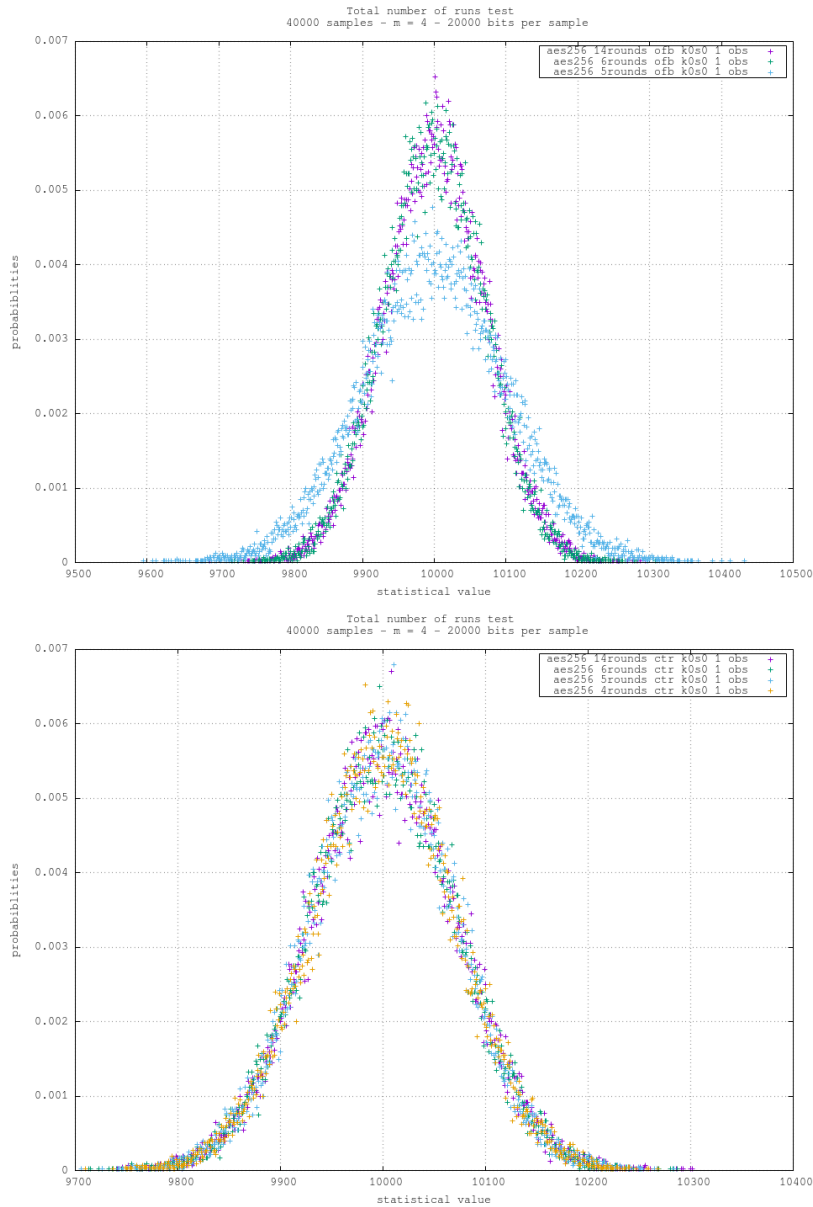 Total number of runs test
40000 samples - m = 4 - 20000 bits per sample
0.007
aes256 14rounds ofb k0s0 1 obs
aes256 6rounds ofb k0s0 1 obs
aes256 5rounds ofb k0s0 1 obs
0.006
0.005
0.004
probabiblities
0.003
0.002
0.001
0
9500 9600 9700 9800 9900 10000 10100 10200 10300 10400 10500
statistical value
Total number of runs test
40000 samples - m = 4 - 20000 bits per sample
0.007
aes256 14rounds ctr k0s0 1 obs
aes256 6rounds ctr k0s0 1 obs
aes256 5rounds ctr k0s0 1 obs
aes256 4rounds ctr k0s0 1 obs
0.006
0.005
0.004
probabiblities
0.003
0.002
0.001
0
9700 9800 9900 10000 10100 10200 10300 10400
statistical value